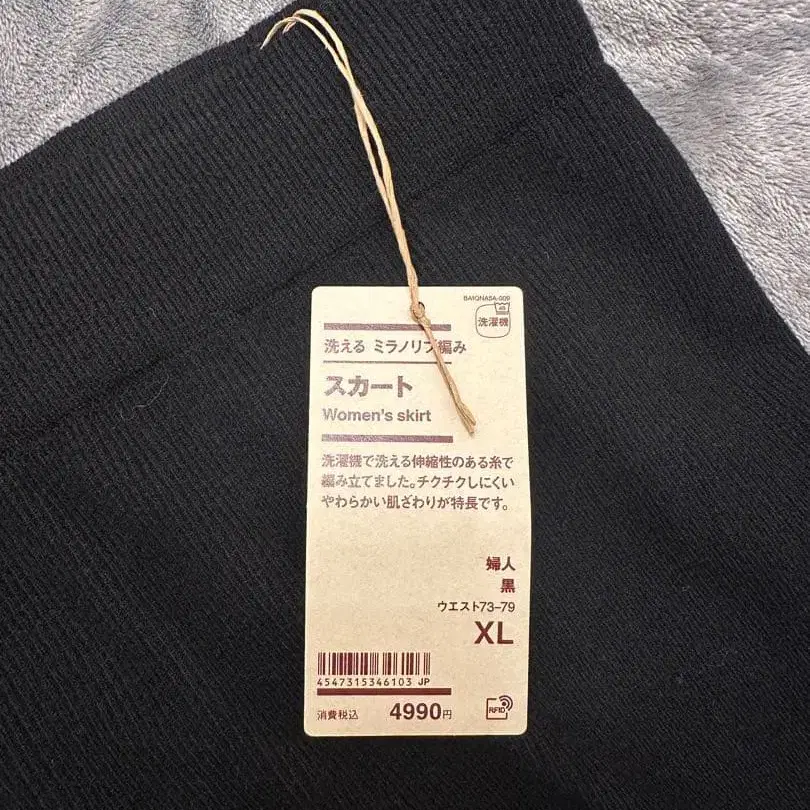 BA1QNA5A-009
洗濯機
洗える ミラノリブ編み
スカート
Women's skirt
洗濯機で洗える伸縮性のある糸で
編み立てました。チクチクしにくい
やわらかい肌ざわりが特長です。
婦人
黒
ウエスト73–79
XL
4547315346103 JP
消費税込 4990円
RFID